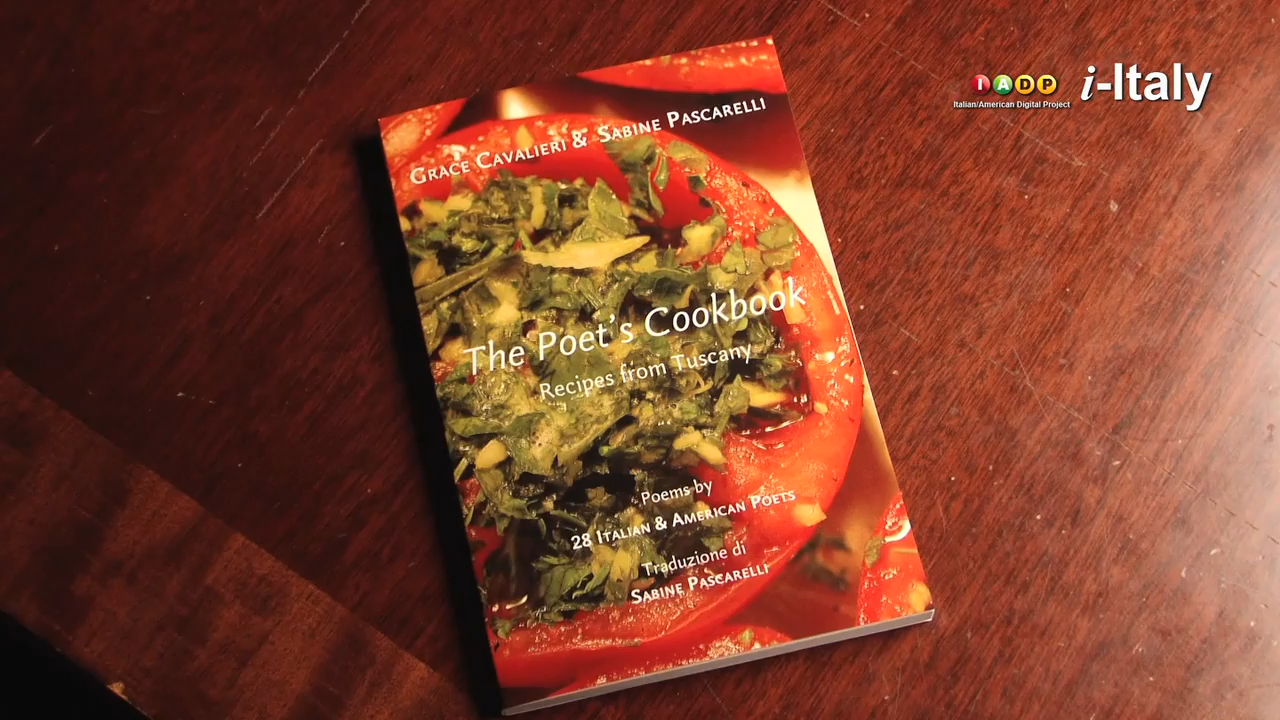 GRACE CAVALIERI & SABINE PASCARELLI
The Poet's Cookbook
Recipes from Tuscany
Poems by
28 ITALIAN & AMERICAN POETS
Traduzione di
SABINE PASCARELLI
IADP
Italian/American Digital Project
i-Italy